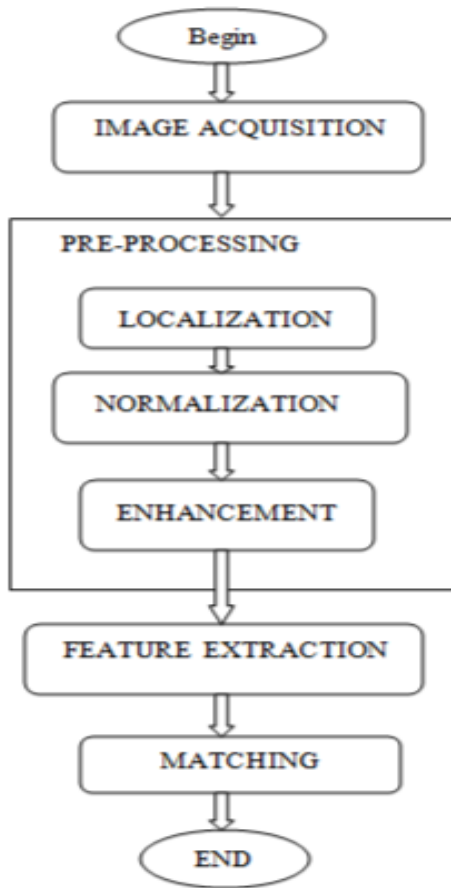 Begin
IMAGE ACQUISITION
PRE-PROCESSING
LOCALIZATION
NORMALIZATION
ENHANCEMENT
FEATURE EXTRACTION
MATCHING
END